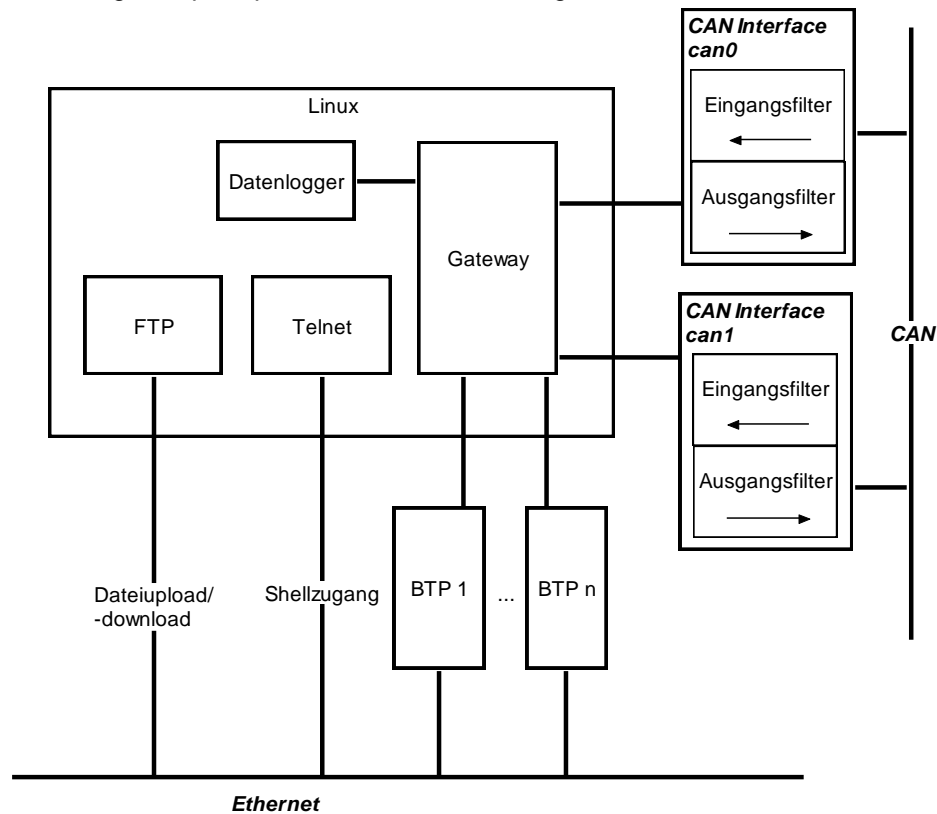 CAN Interface
can0
Eingangsfilter
Ausgangsfilter
Linux
Datenlogger
Gateway
FTP
Telnet
CAN Interface
can1
Eingangsfilter
Ausgangsfilter
CAN
Dateiupload/
-download
Shellzugang
BTP 1
...
BTP n
Ethernet